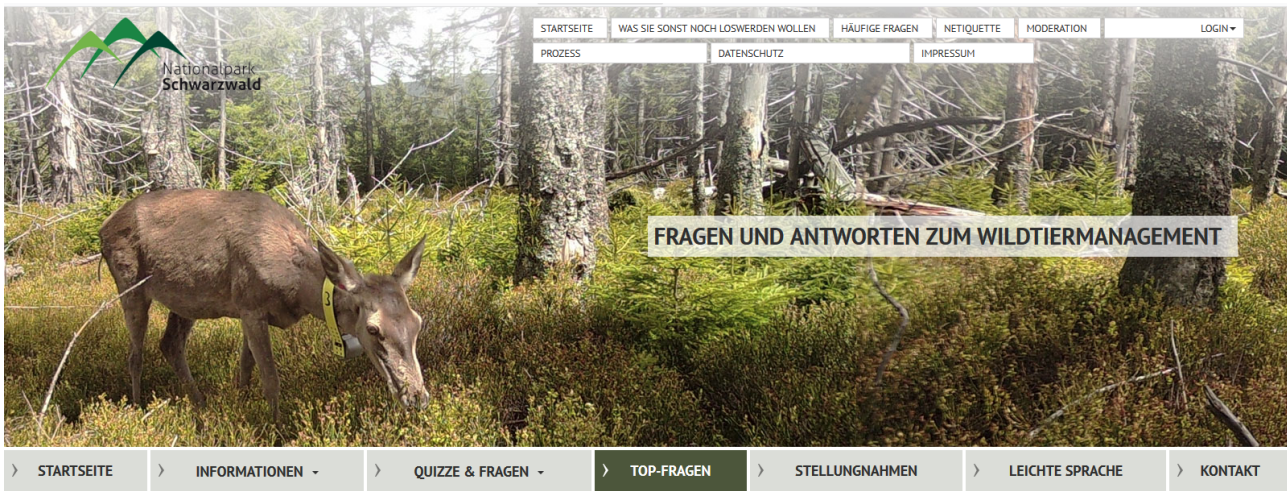 STARTSEITE WAS SIE SONST NOCH LOSWERDEN WOLLEN HÄUFIGE FRAGEN NETIQUETTE MODERATION LOGIN
PROZESS DATENSCHUTZ IMPRESSUM
Nationalpark
Schwarzwald
FRAGEN UND ANTWORTEN ZUM WILDTIERMANAGEMENT
3
STARTSEITE INFORMATIONEN QUIZZE & FRAGEN TOP-FRAGEN STELLUNGNAHMEN LEICHTE SPRACHE KONTAKT